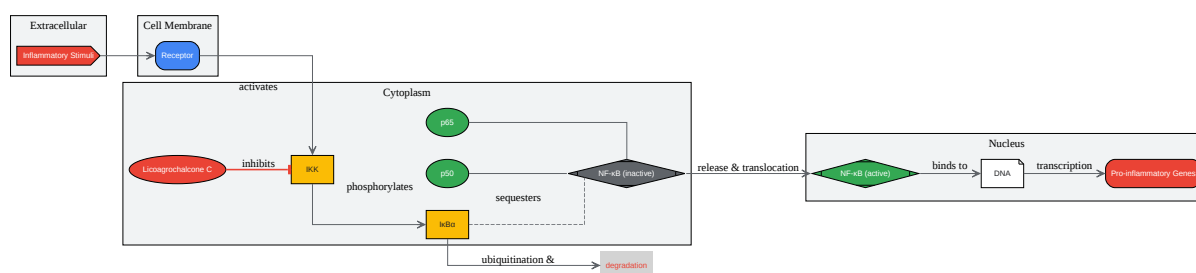 Extracellular
Inflammatory Stimuli
Cell Membrane
Receptor
activates
Cytoplasm
p65
Licoagrochalcone C
inhibits
IKK
phosphorylates
p50
NF-κB (inactive)
sequesters
IκBα
ubiquitination &
degradation
release & translocation
Nucleus
NF-κB (active)
binds to
DNA
transcription
Pro-inflammatory Genes